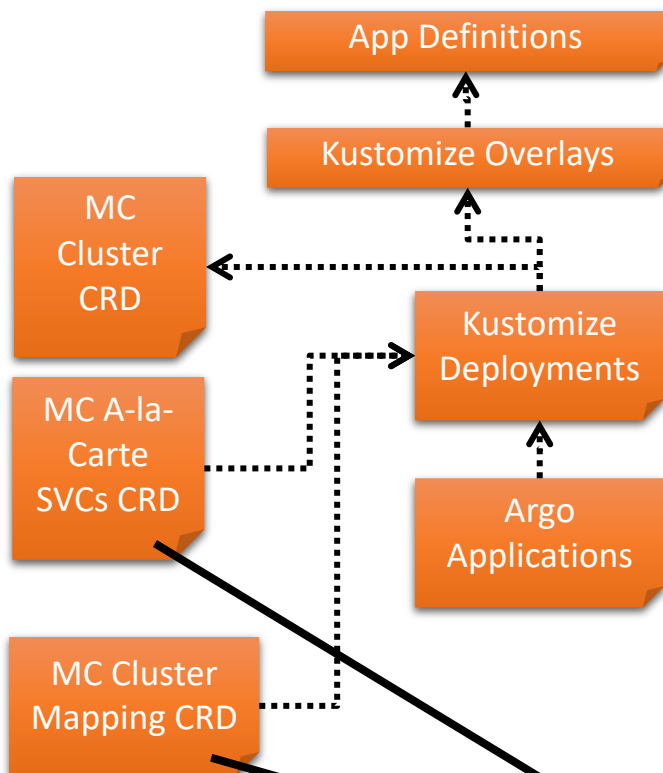 App Definitions
Kustomize Overlays
MC
Cluster
CRD
Kustomize
Deployments
MC A-la-
Carte
SVCs CRD
Argo
Applications
MC Cluster
Mapping CRD